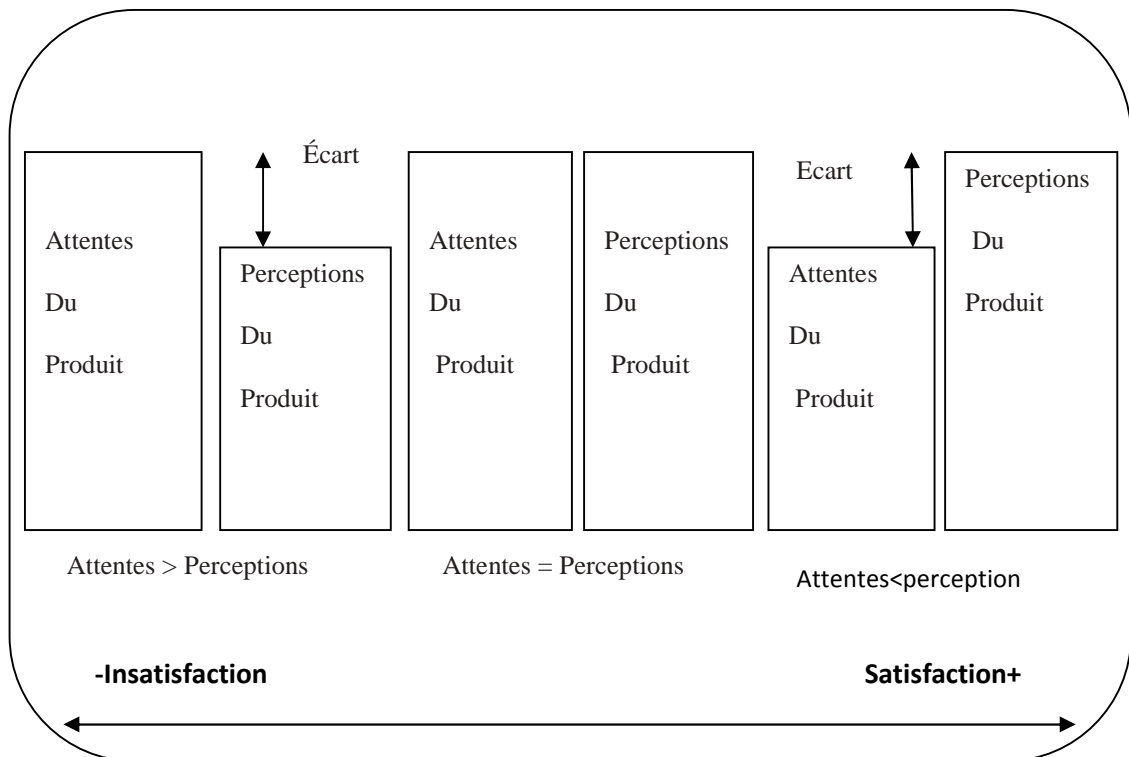 Écart
Attentes
Du
Produit
Perceptions
Du
Produit
Attentes
Du
Produit
Perceptions
Du
Produit
Ecart
Attentes
Du
Produit
Perceptions
Du
Produit
Attentes > Perceptions
Attentes = Perceptions
Attentes<perception
-Insatisfaction
Satisfaction+